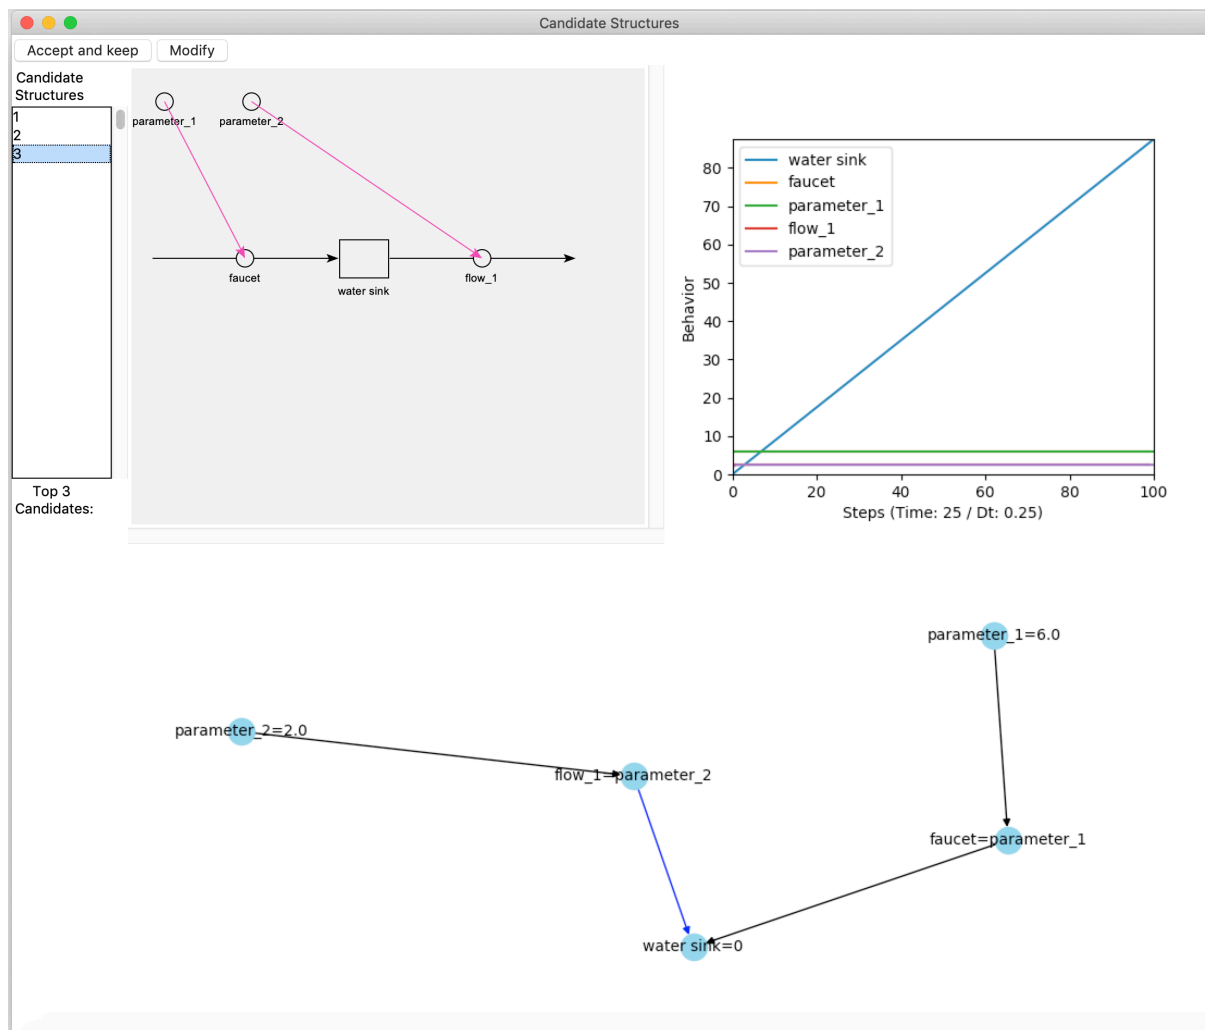 Candidate Structures
Accept and keep
Modify
Candidate
Structures
1
2
3
Top 3
Candidates:
parameter_1
parameter_2
faucet
water sink
flow_1
water sink
faucet
parameter_1
flow_1
parameter_2
Behavior
80
70
60
50
40
30
20
10
0
0 20 40 60 80 100
Steps (Time: 25 / Dt: 0.25)
parameter_1=6.0
parameter_2=2.0
flow_1=parameter_2
faucet=parameter_1
water sink=0